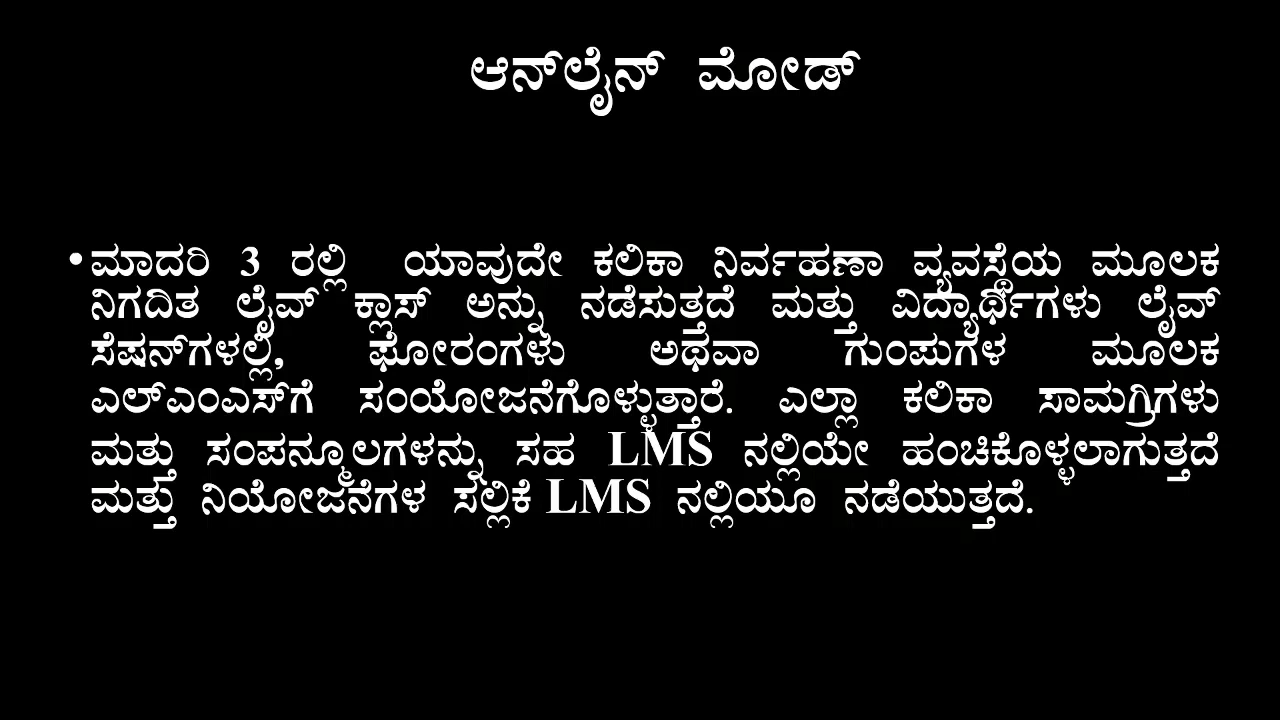 ಆನ್‌ಲೈನ್ ಮೋಡ್
•ಮಾದರಿ 3 ರಲ್ಲಿ ಯಾವುದೇ ಕಲಿಕಾ ನಿರ್ವಹಣಾ ವ್ಯವಸ್ಥೆಯ ಮೂಲಕ
ನಿಗದಿತ ಲೈವ್ ಕ್ಲಾಸ್ ಅನ್ನು ನಡೆಸುತ್ತದೆ ಮತ್ತು ವಿದ್ಯಾರ್ಥಿಗಳು ಲೈವ್
ಸೆಷನ್‌ಗಳಲ್ಲಿ, ಫೋರಂಗಳು ಅಥವಾ ಗುಂಪುಗಳ ಮೂಲಕ
ಎಲ್‌ಎಂಎಸ್‌ಗೆ ಸಂಯೋಜನೆಗೊಳ್ಳುತ್ತಾರೆ. ಎಲ್ಲಾ ಕಲಿಕಾ ಸಾಮಗ್ರಿಗಳು
ಮತ್ತು ಸಂಪನ್ಮೂಲಗಳನ್ನು ಸಹ LMS ನಲ್ಲಿಯೇ ಹಂಚಿಕೊಳ್ಳಲಾಗುತ್ತದೆ
ಮತ್ತು ನಿಯೋಜನೆಗಳ ಸಲ್ಲಿಕೆ LMS ನಲ್ಲಿಯೂ ನಡೆಯುತ್ತದೆ.